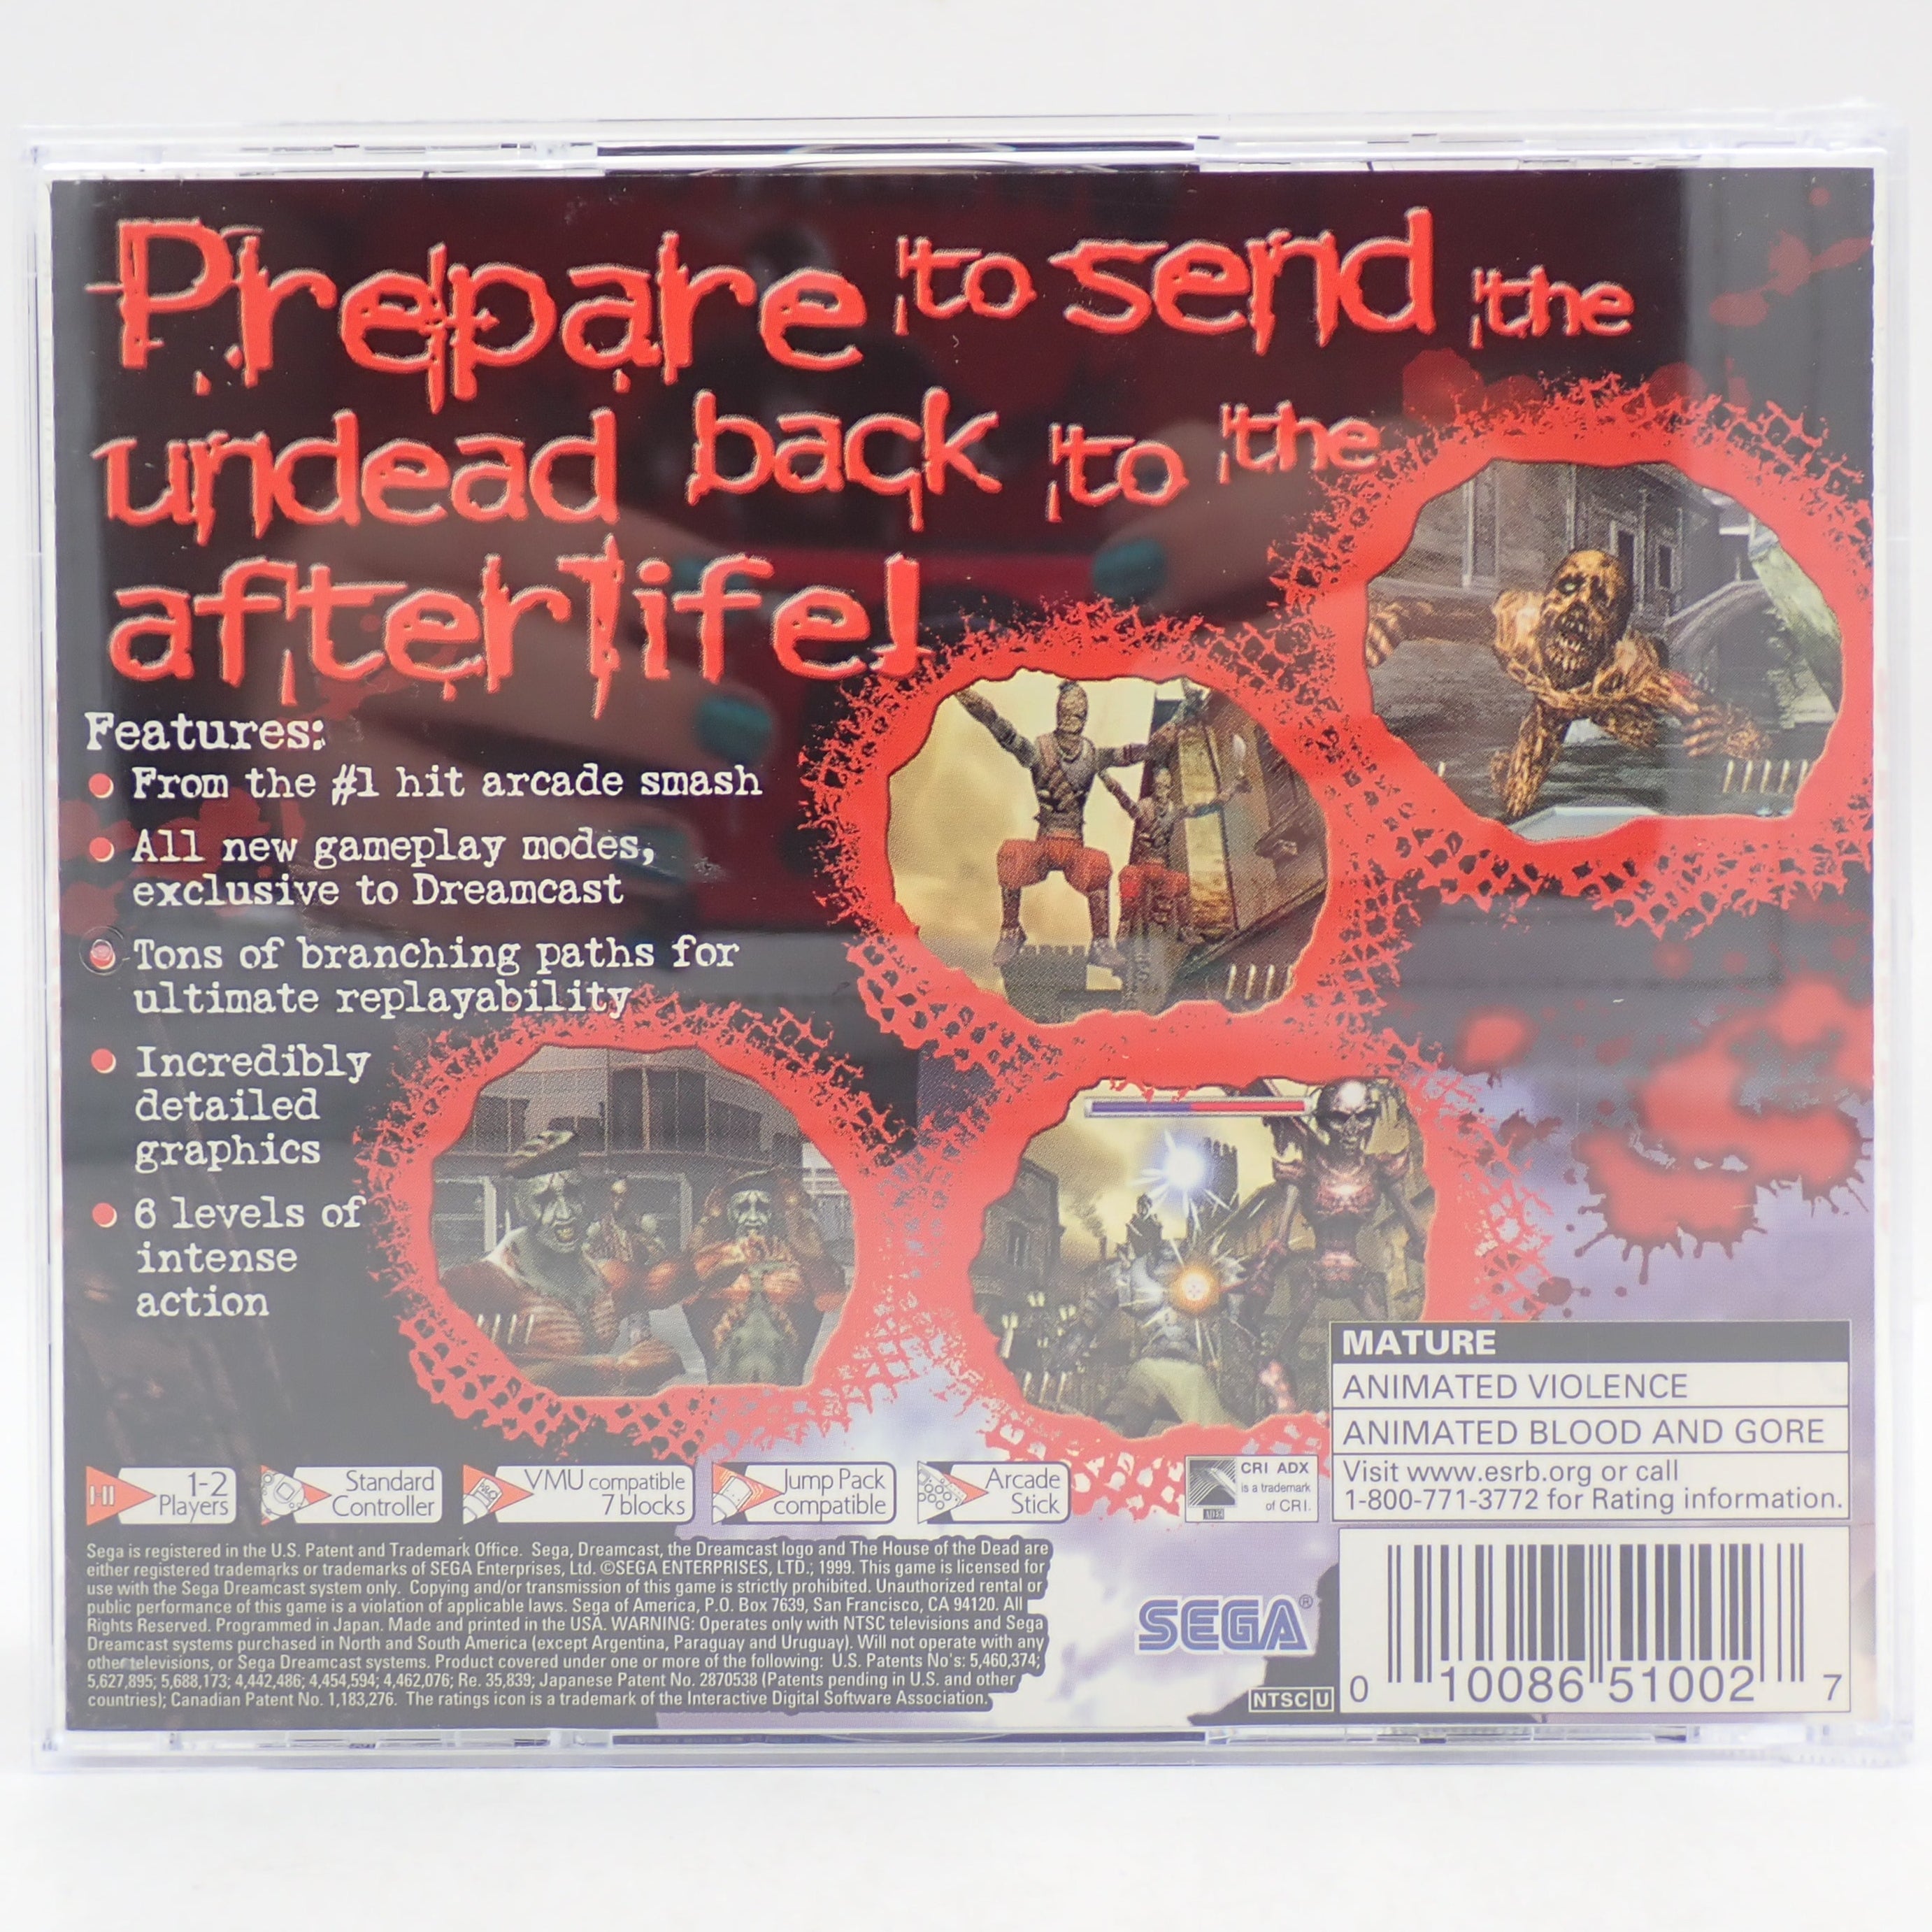 Prepare to send the
undead back to the
afterlife!
Features:
From the #1 hit arcade smash
All new gameplay modes,
exclusive to Dreamcast
Tons of branching paths for
ultimate replayability
Incredibly
detailed
graphics
6 levels of
intense
action
MATURE
ANIMATED VIOLENCE
ANIMATED BLOOD AND GORE
Visit www.esrb.org or call
1-800-771-3772 for Rating information.
1-2
Players
Standard
Controller
VMU compatible
7 blocks
Jump Pack
compatible
Arcade
Stick
CRI ADX
is a trademark
of CRI.
Sega is registered in the U.S. Patent and Trademark Office. Sega, Dreamcast, the Dreamcast logo and The House of the Dead are
either registered trademarks or trademarks of SEGA Enterprises, Ltd. ©SEGA ENTERPRISES, LTD.; 1999. This game is licensed for
use with the Sega Dreamcast system only. Copying and/or transmission of this game is strictly prohibited. Unauthorized rental or
public performance of this game is a violation of applicable laws. Sega of America, P.O. Box 7639, San Francisco, CA 94120. All
Rights Reserved. Programmed in Japan. Made and printed in the USA. WARNING: Operates only with NTSC televisions and Sega
Dreamcast systems purchased in North and South America (except Argentina, Paraguay and Uruguay). Will not operate with any
other televisions, or Sega Dreamcast systems. Product covered under one or more of the following: U.S. Patents No's: 5,460,374;
5,627,895; 5,688,173; 4,442,486; 4,454,594; 4,462,076; Re. 35,839; Japanese Patent No. 2870538 (Patents pending in U.S. and other
countries); Canadian Patent No. 1,183,276. The ratings icon is a trademark of the Interactive Digital Software Association.
SEGA®
NTSC U
0 10086 51002 7